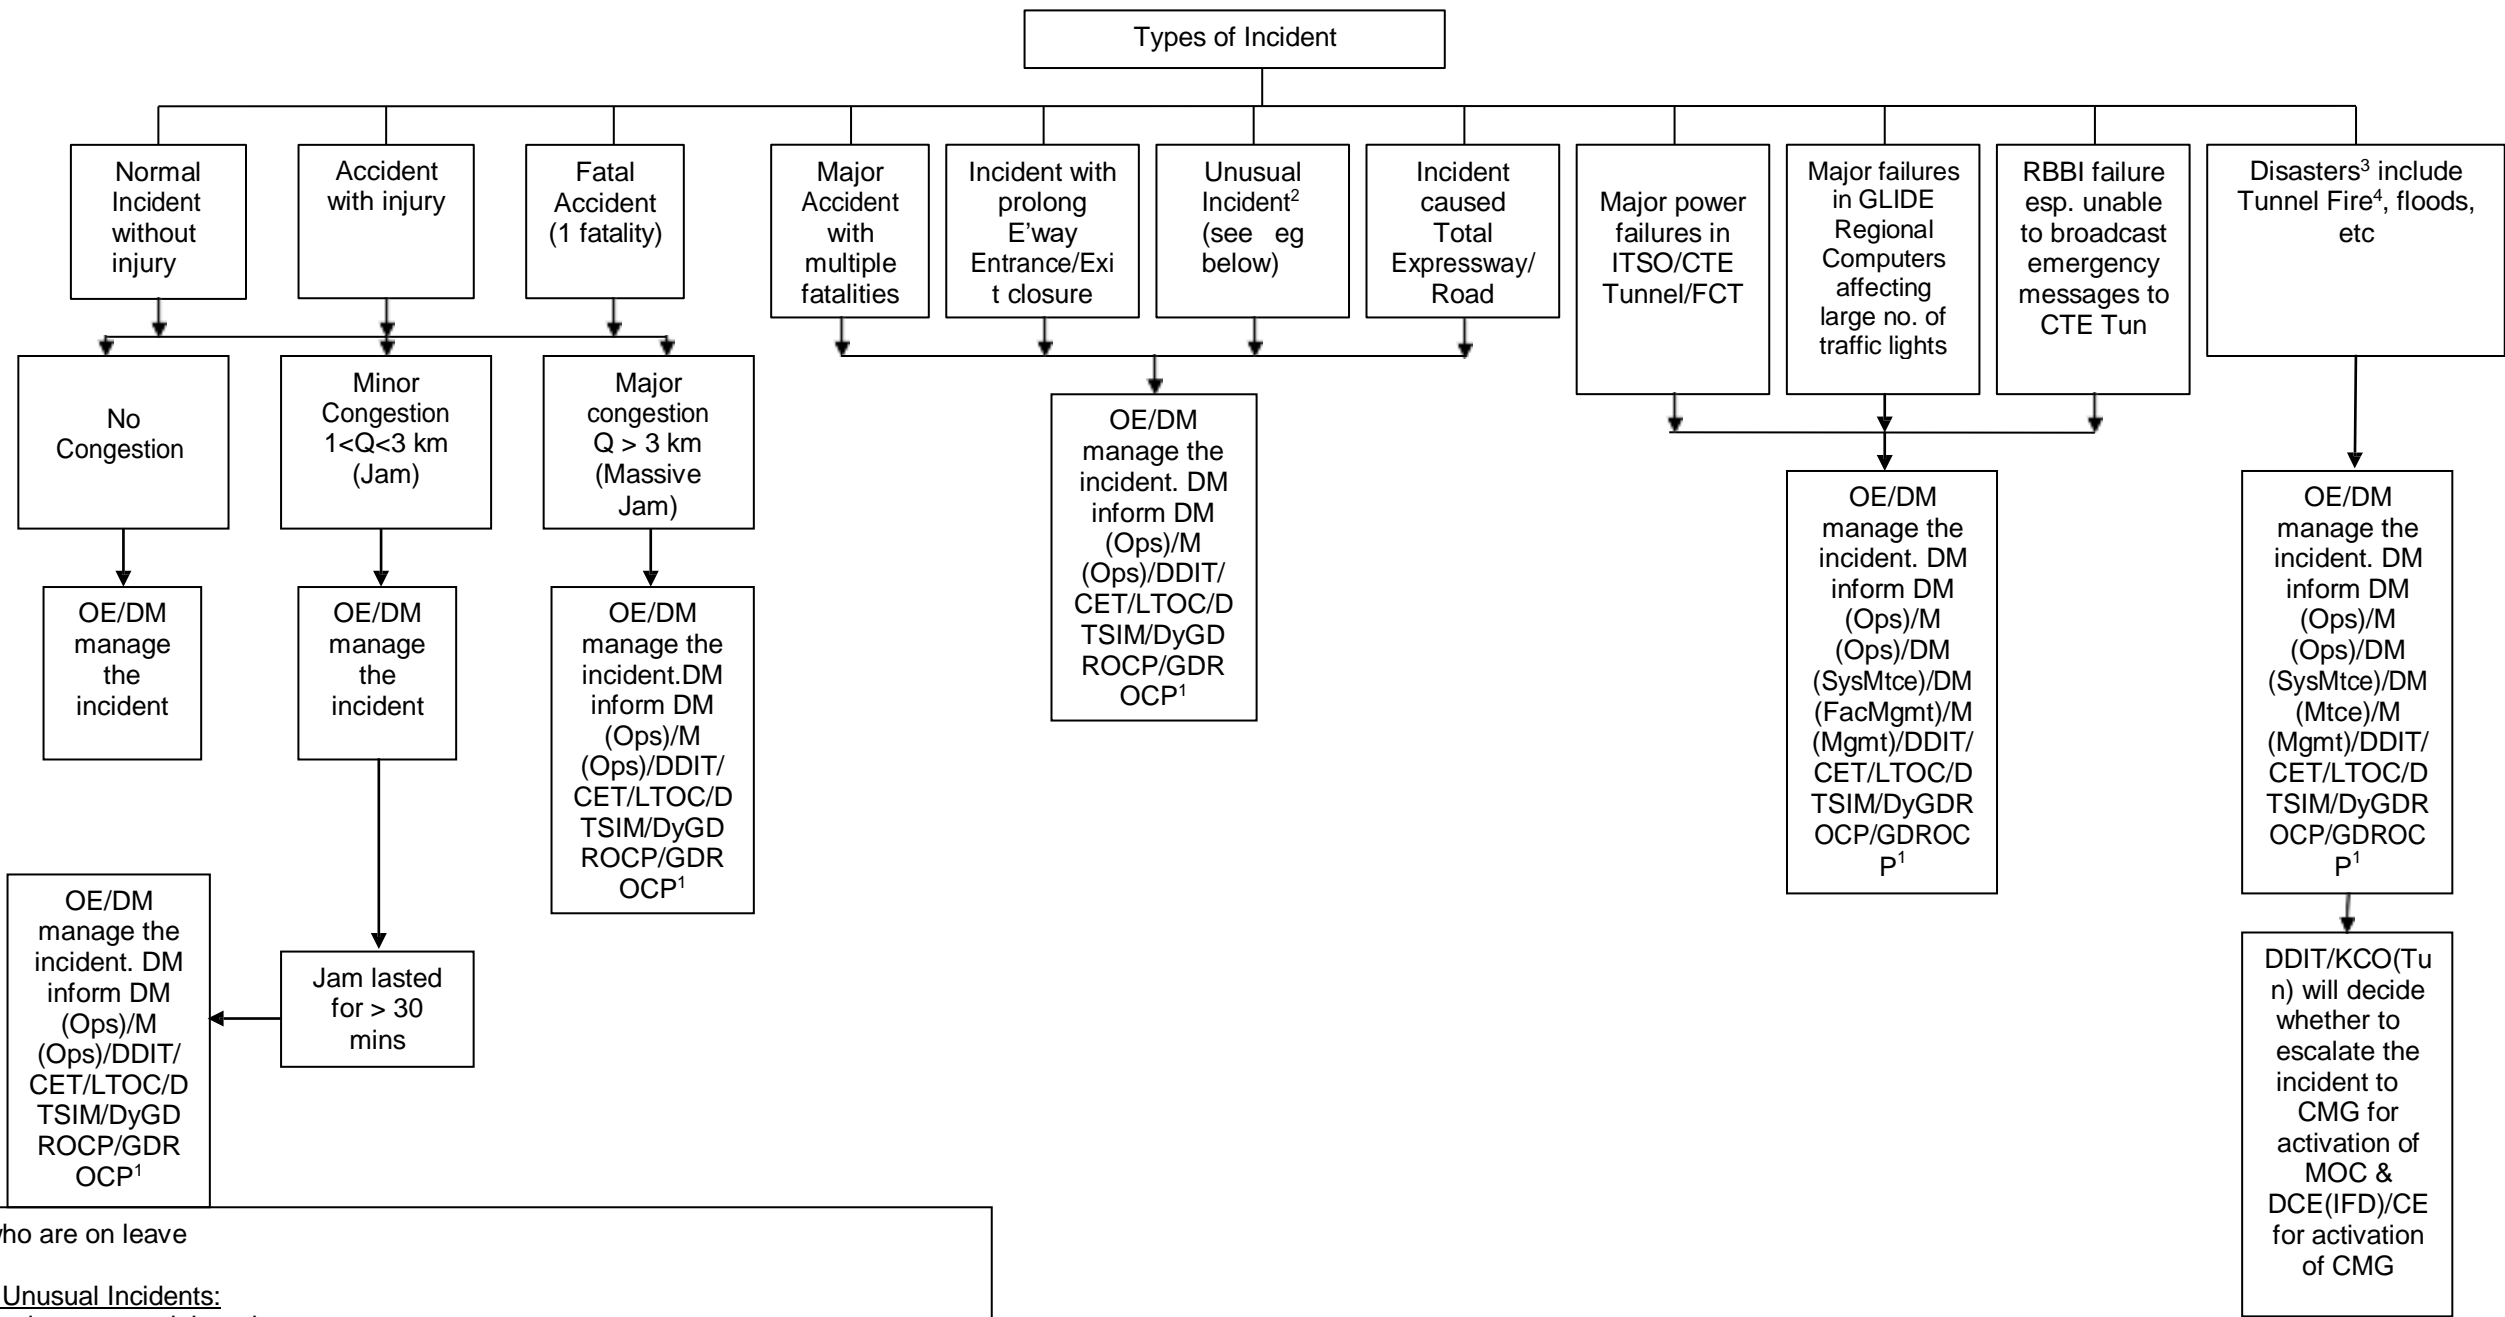 Types of Incident
Normal
Incident
without
injury
Accident
with injury
Fatal
Accident
(1 fatality)
Major
Accident
with
multiple
fatalities
Incident with
prolong
E'way
Entrance/Exi
t closure
Unusual
Incident²
(see eg
below)
Incident
caused
Total
Expressway/
Road
Major power
failures in
ITSO/CTE
Tunnel/FCT
Major failures
in GLIDE
Regional
Computers
affecting
large no. of
traffic lights
RBBI failure
esp. unable
to broadcast
emergency
messages to
CTE Tun
Disasters³ include
Tunnel Fire⁴, floods,
etc
No
Congestion
Minor
Congestion
1<Q<3 km
(Jam)
Major
congestion
Q > 3 km
(Massive
Jam)
OE/DM
manage the
incident. DM
inform DM
(Ops)/M
(Ops)/DDIT/
CET/LTOC/D
TSIM/DyGD
ROCP/GDR
OCP¹
OE/DM
manage the
incident. DM
inform DM
(Ops)/M
(Ops)/DM
(SysMtce)/DM
(FacMgmt)/M
(Mgmt)/DDIT/
CET/LTOC/D
TSIM/DyGDR
OCP/GDROC
P¹
OE/DM
manage the
incident. DM
inform DM
(Ops)/M
(Ops)/DM
(SysMtce)/DM
(Mtce)/M
(Mgmt)/DDIT/
CET/LTOC/D
TSIM/DyGDR
OCP/GDROC
P¹
OE/DM
manage
the
incident
OE/DM
manage
the
incident
OE/DM
manage the
incident.DM
inform DM
(Ops)/M
(Ops)/DDIT/
CET/LTOC/D
TSIM/DyGD
ROCP/GDR
OCP¹
OE/DM
manage the
incident. DM
inform DM
(Ops)/M
(Ops)/DDIT/
CET/LTOC/D
TSIM/DyGD
ROCP/GDR
OCP¹
Jam lasted
for > 30
mins
DDIT/KCO(Tu
n) will decide
whether to
escalate the
incident to
CMG for
activation of
MOC &
DCE(IFD)/CE
for activation
of CMG
who are on leave
Unusual Incidents: